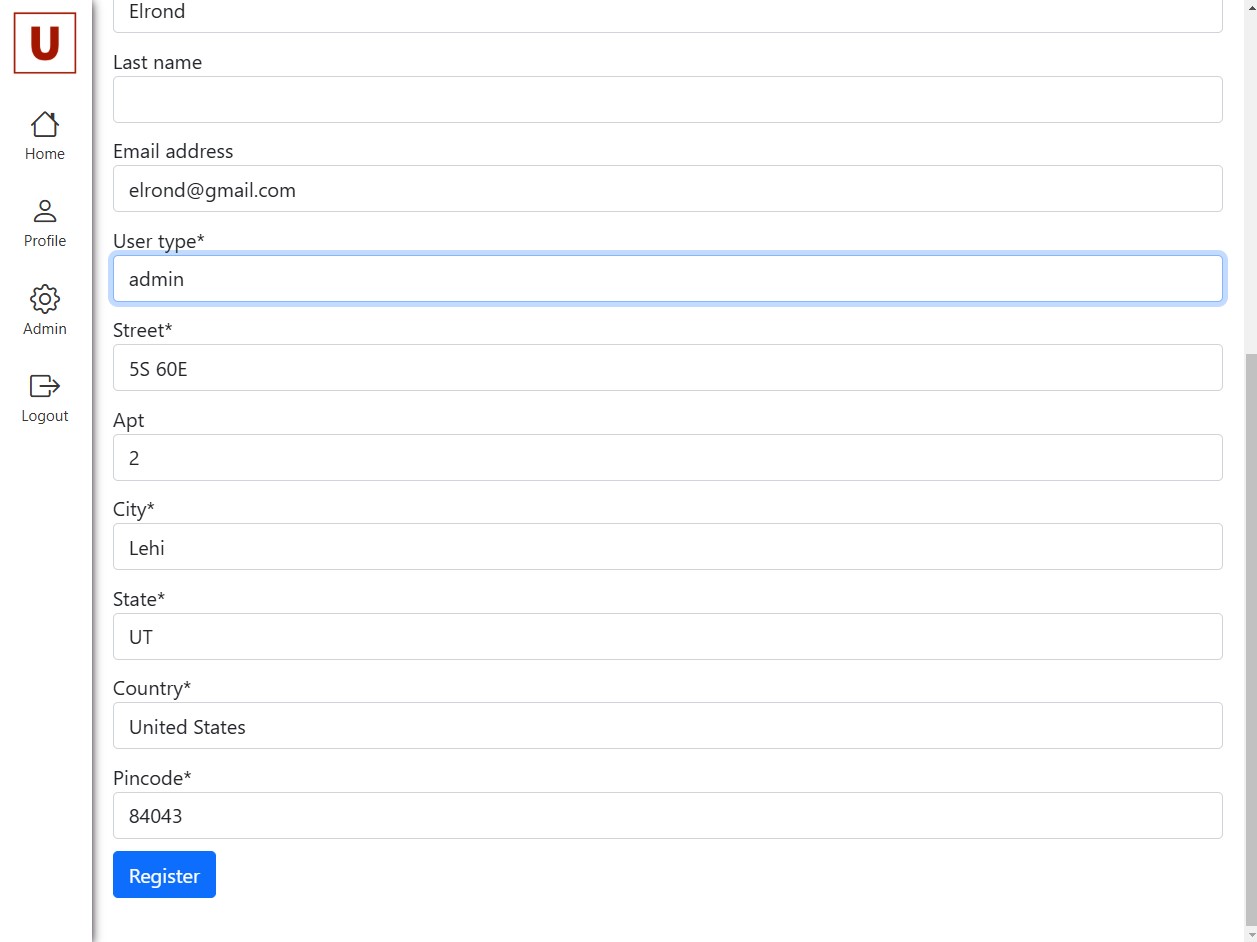 U
Home
Profile
Admin
Logout
Elrond
Last name
Email address
elrond@gmail.com
User type*
admin
Street*
5S 60E
Apt
2
City*
Lehi
State*
UT
Country*
United States
Pincode*
84043
Register